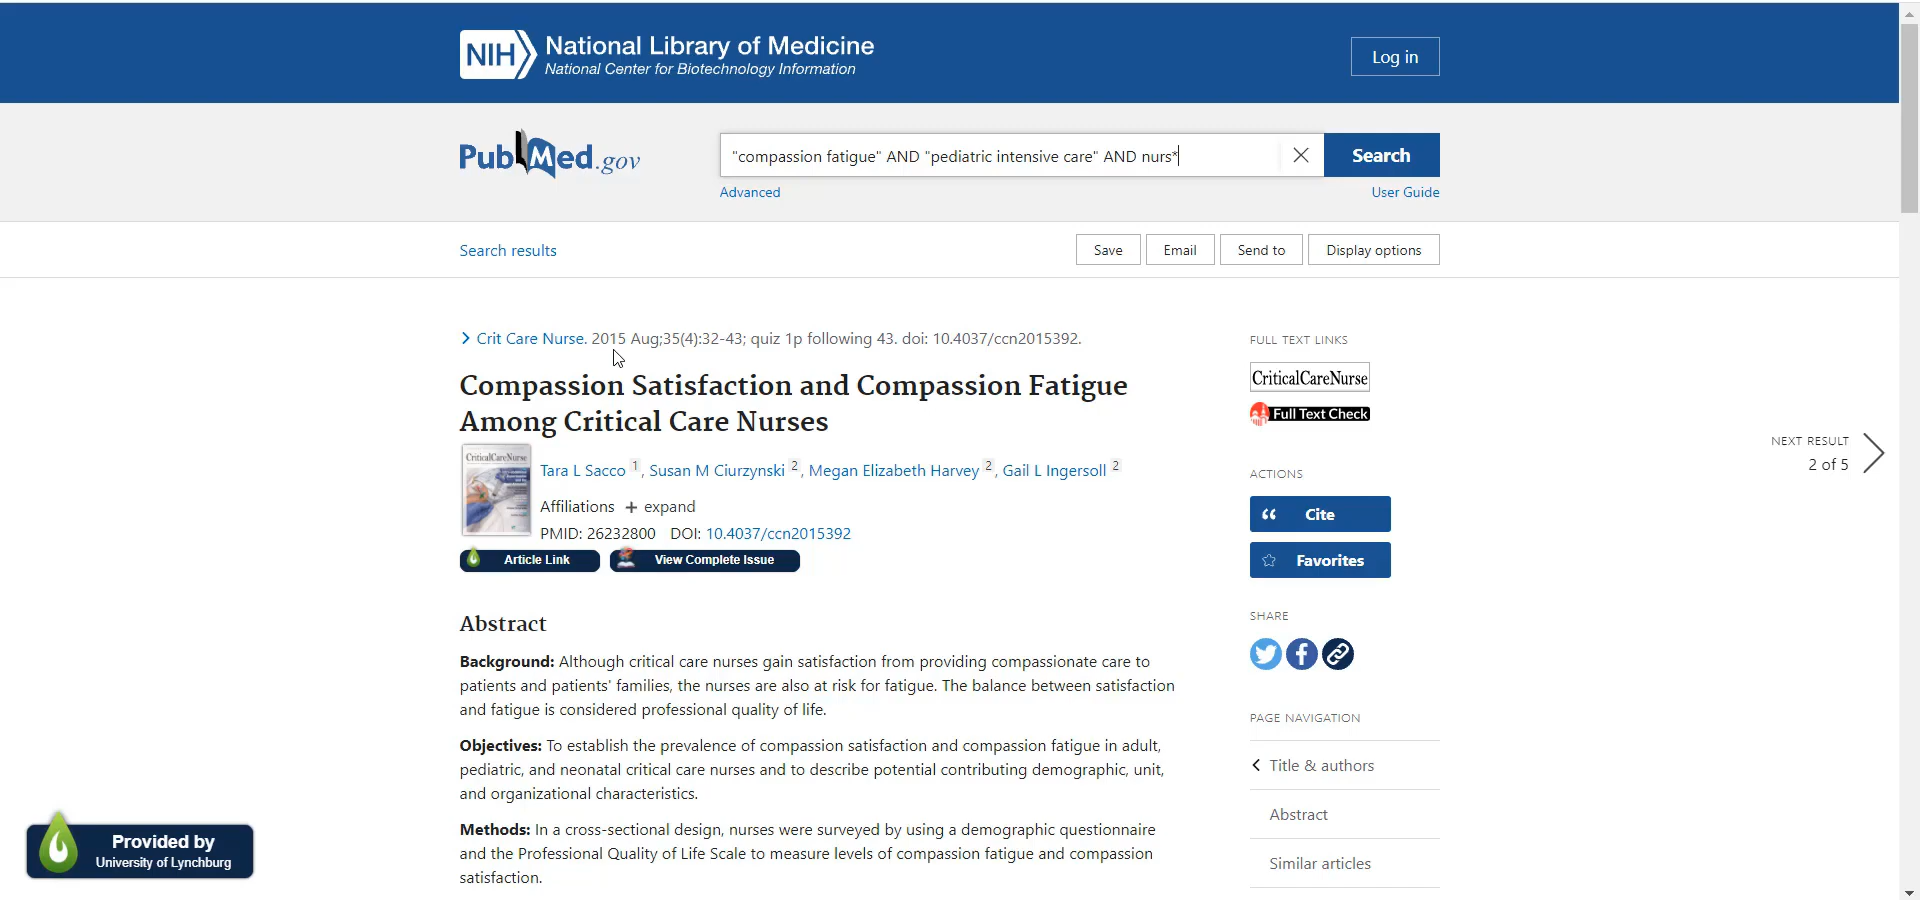 NIH National Library of Medicine
National Center for Biotechnology Information
Log in
PubMed.gov
"compassion fatigue" AND "pediatric intensive care" AND nurs*
Search
Advanced
User Guide
Search results
Save
Email
Send to
Display options
Crit Care Nurse. 2015 Aug;35(4):32-43; quiz 1p following 43. doi: 10.4037/ccn2015392.
Compassion Satisfaction and Compassion Fatigue
Among Critical Care Nurses
CriticalCareNurse
Tara L Sacco 1, Susan M Ciurzynski 2, Megan Elizabeth Harvey 2, Gail L Ingersoll 2
Affiliations + expand
PMID: 26232800 DOI: 10.4037/ccn2015392
Article Link
View Complete Issue
Abstract
Background: Although critical care nurses gain satisfaction from providing compassionate care to
patients and patients' families, the nurses are also at risk for fatigue. The balance between satisfaction
and fatigue is considered professional quality of life.
Objectives: To establish the prevalence of compassion satisfaction and compassion fatigue in adult,
pediatric, and neonatal critical care nurses and to describe potential contributing demographic, unit,
and organizational characteristics.
Methods: In a cross-sectional design, nurses were surveyed by using a demographic questionnaire
and the Professional Quality of Life Scale to measure levels of compassion fatigue and compassion
satisfaction.
FULL TEXT LINKS
CriticalCareNurse
Full Text Check
ACTIONS
Cite
Favorites
SHARE
PAGE NAVIGATION
Title & authors
Abstract
Similar articles
NEXT RESULT
2 of 5
Provided by
University of Lynchburg